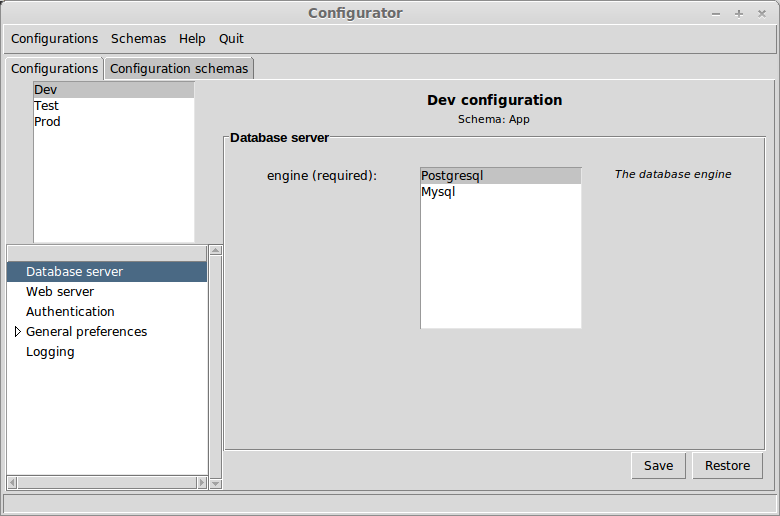 Configurator
Configurations Schemas Help Quit
Configurations Configuration schemas
Dev
Test
Prod
Database server
Web server
Authentication
General preferences
Logging
Dev configuration
Schema: App
Database server
engine (required):
Postgresql
Mysql
The database engine
Save Restore